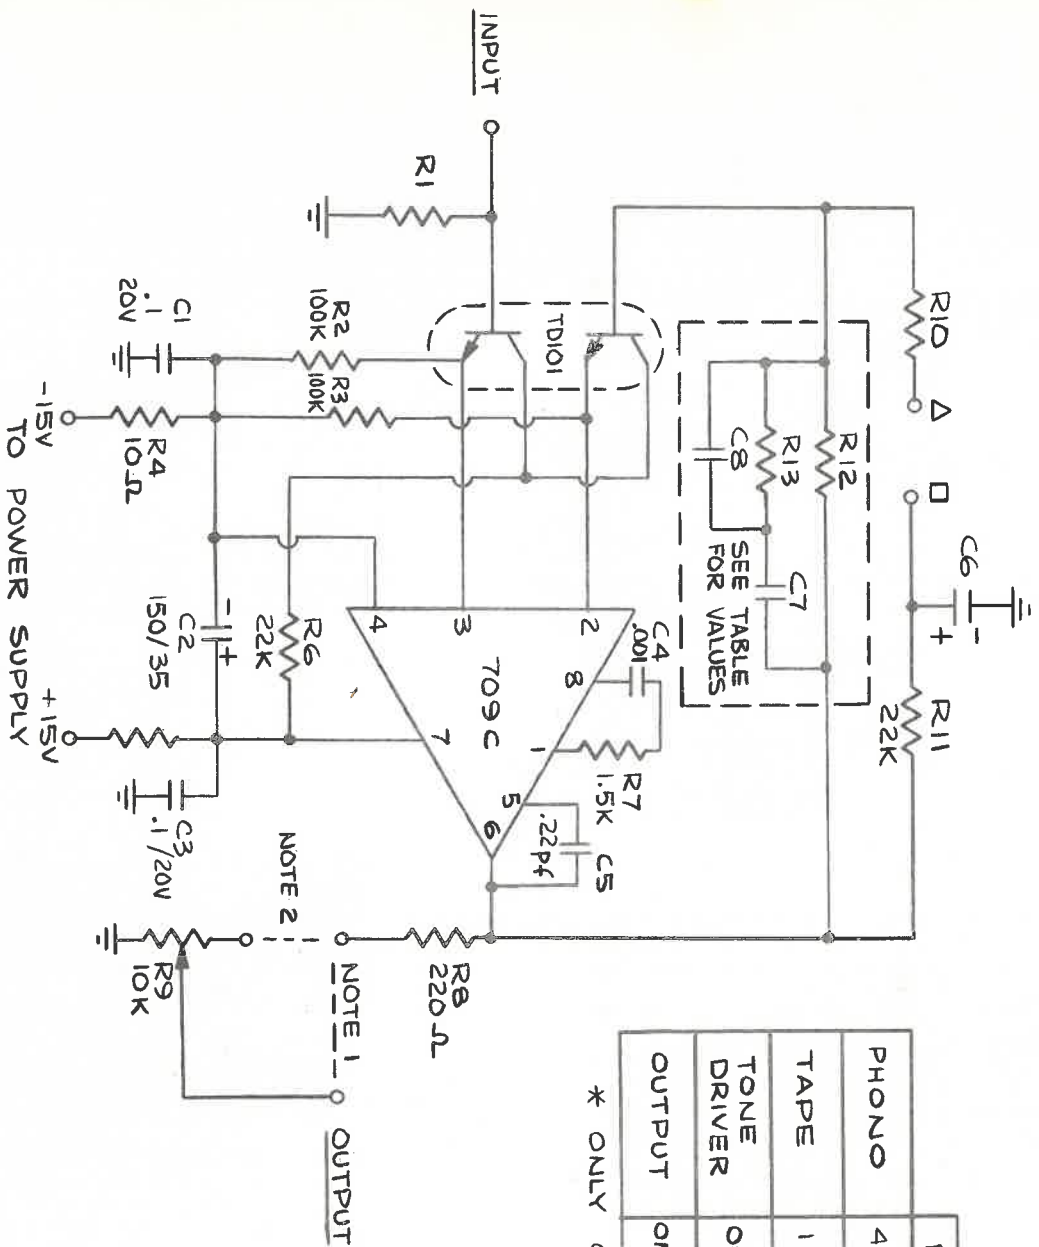 INPUT
R1
C1
.1
20V
R2
100K
R3
100K
TD101
-15V
R4
10Ω
TO POWER SUPPLY
+15V
C2
150/35
-
+
R6
22K
C3
.1/20V
709C
4
3
2
8
1
7
5
6
C4
.001
R7
1.5K
C5
.22pf
R10
△
□
R12
R13
C8
C7
SEE TABLE
FOR VALUES
C6
+
-
R11
22K
R8
220Ω
NOTE 1
NOTE 2
R9
10K
OUTPUT
PHONO 4
TAPE 1
TONE
DRIVER
OUTPUT
* ONLY